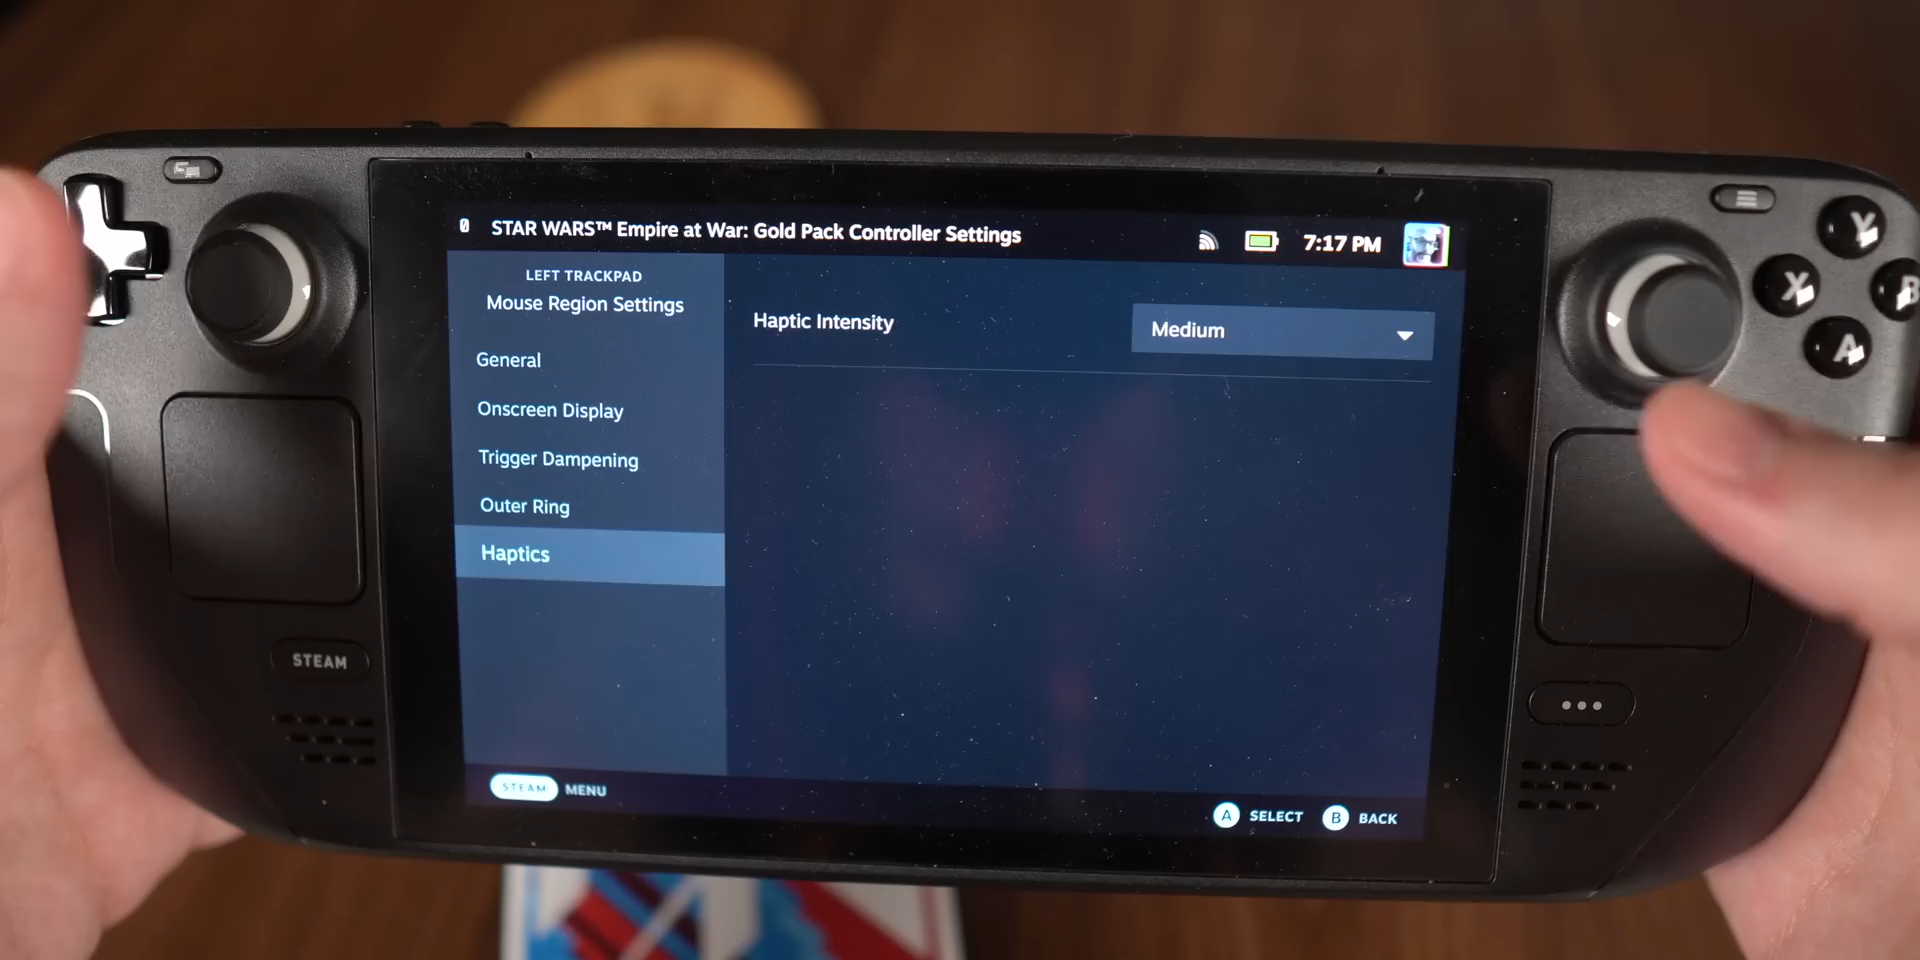 STAR WARS™ Empire at War: Gold Pack Controller Settings
7:17 PM
LEFT TRACKPAD
Mouse Region Settings
General
Onscreen Display
Trigger Dampening
Outer Ring
Haptics
Haptic Intensity
Medium
STEAM MENU
A SELECT B BACK
STEAM
Y
X
B
A